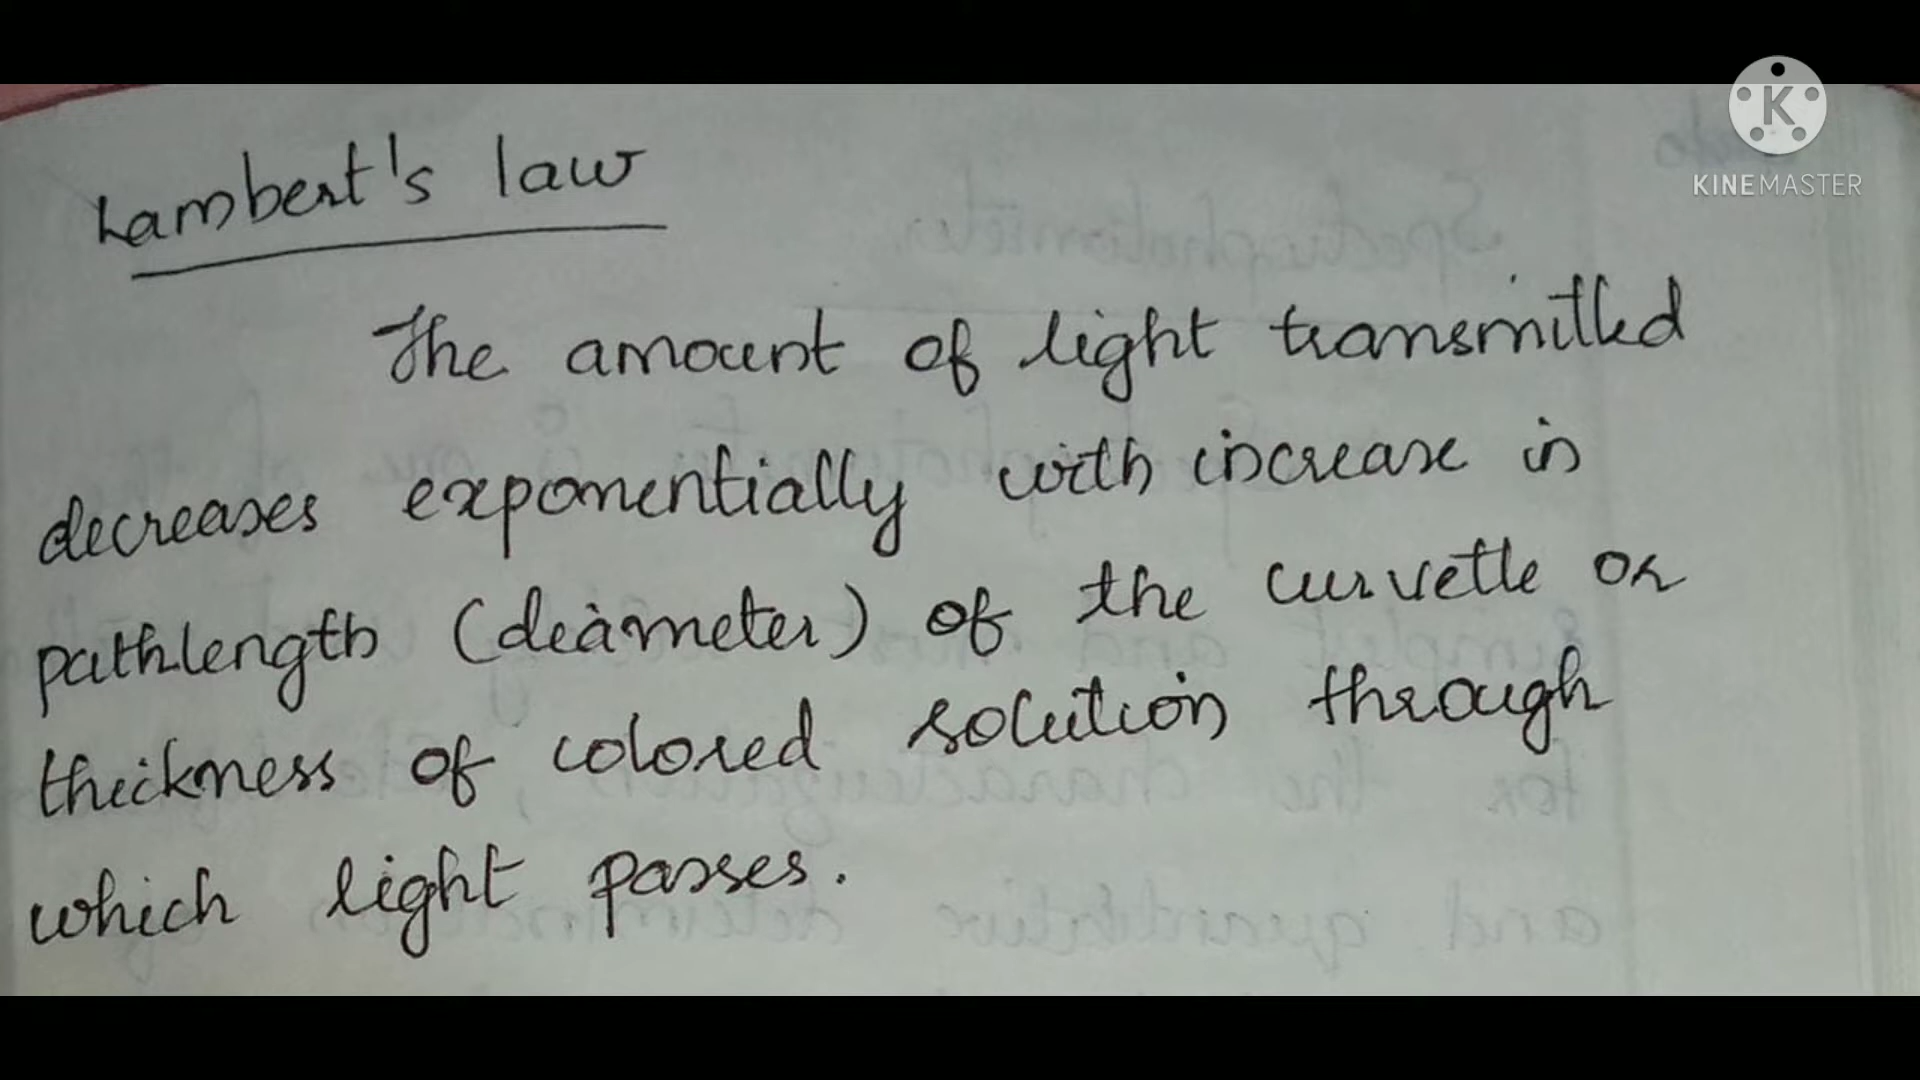 K
KINEMASTER
Lambert's law
The amount of light transmitted
decreases exponentially with increase in
pathlength (diameter) of the curvette or
thickness of colored solution through
which light passes.